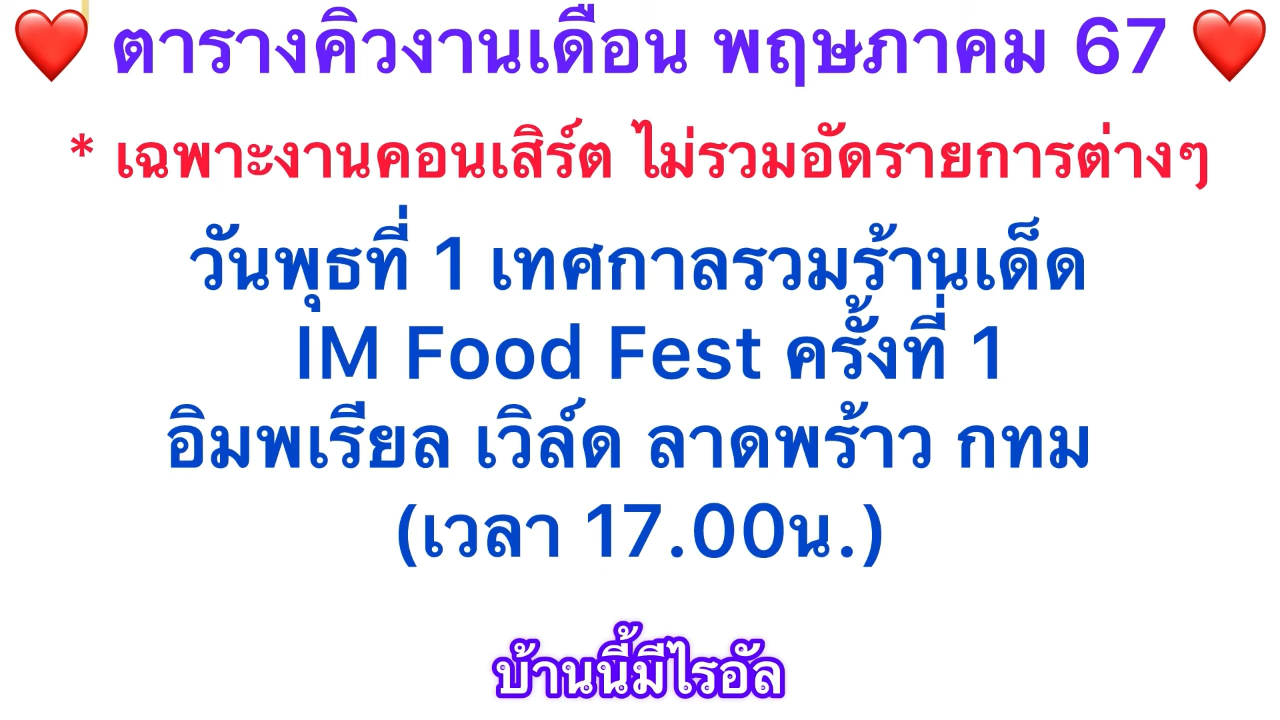 ❤️ ตารางคิวงานเดือน พฤษภาคม 67 ❤️
* เฉพาะงานคอนเสิร์ต ไม่รวมอัดรายการต่างๆ
วันพุธที่ 1 เทศกาลรวมร้านเด็ด
IM Food Fest ครั้งที่ 1
อิมพเรียล เวิล์ด ลาดพร้าว กทม
(เวลา 17.00น.)
บ้านนี้มีไรอัล